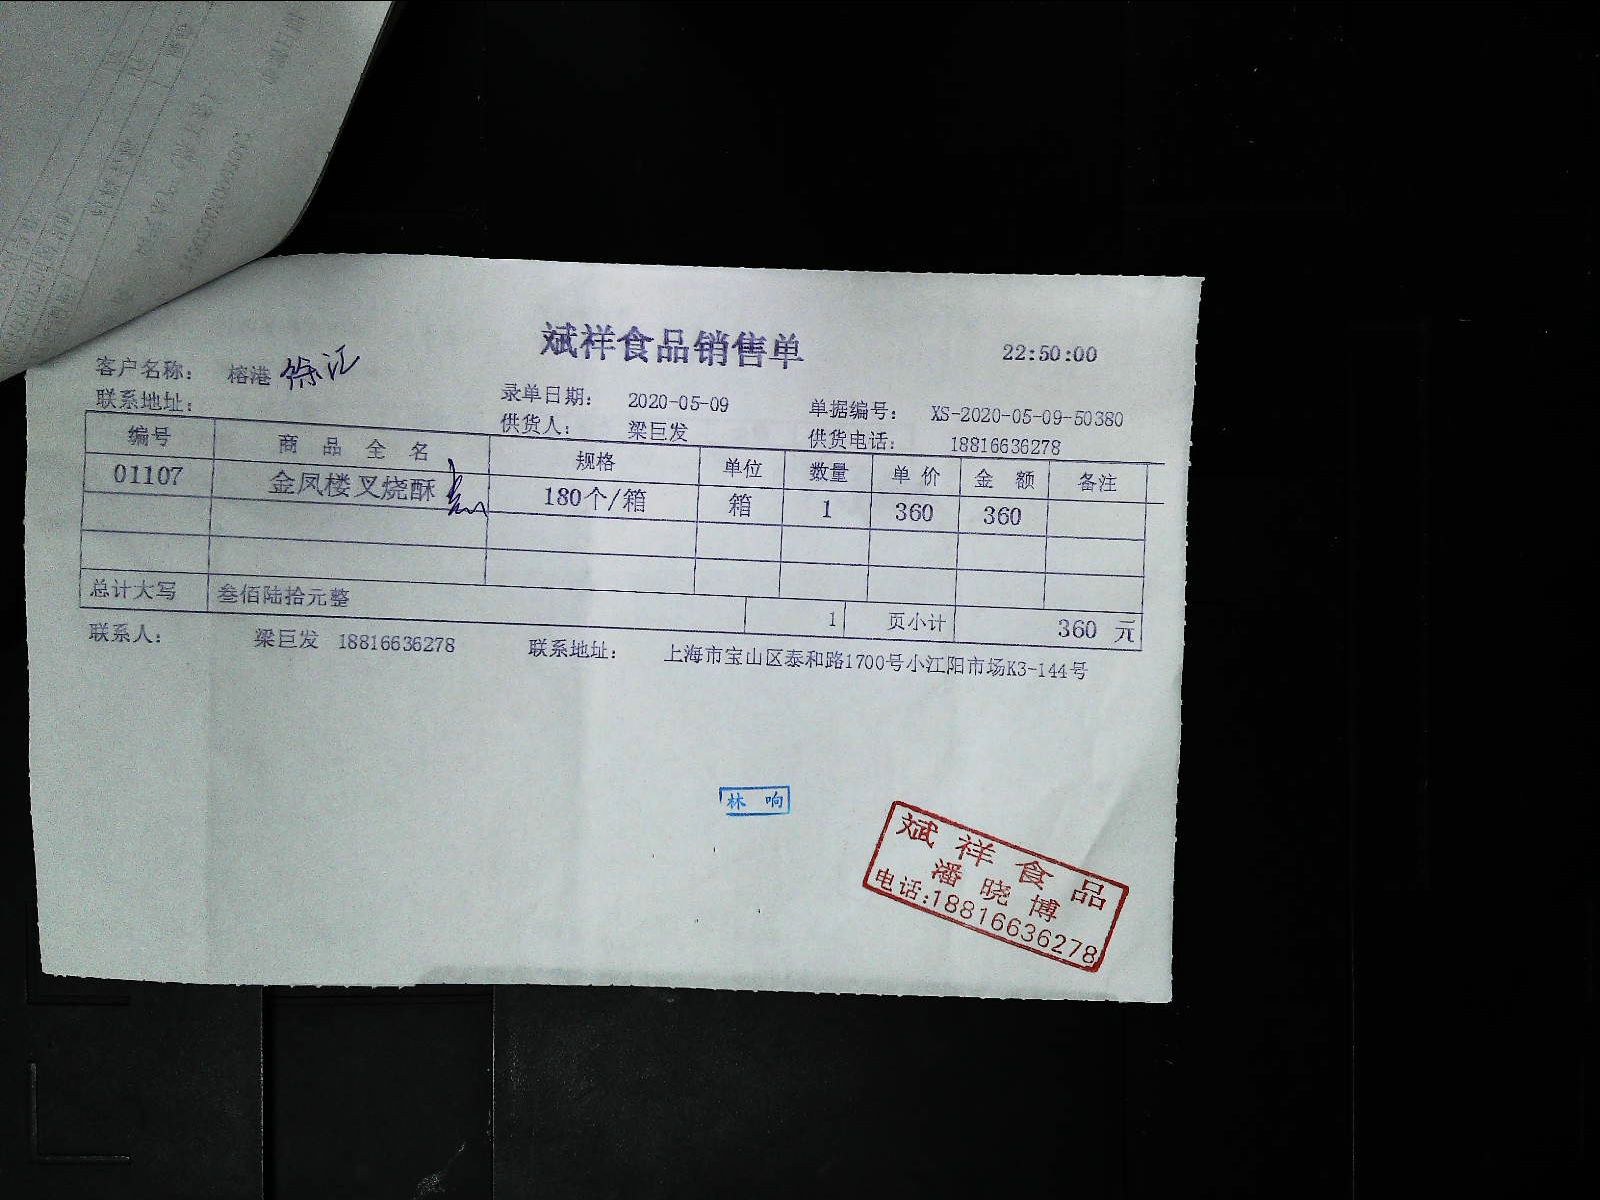 斌祥食品销售单
22:50:00
客户名称： 榕港 徐汇
录单日期： 2020-05-09 单据编号： XS-2020-05-09-50380
联系地址：
供货人： 梁巨发 供货电话： 18816636278
编号 商品全名 规格 单位 数量 单价 金额 备注
01107 金凤楼叉烧酥 180个/箱 箱 1 360 360
总计大写 叁佰陆拾元整 1 页小计 360 元
联系人： 梁巨发 18816636278 联系地址： 上海市宝山区泰和路1700号小江阳市场K3-144号
林响
斌祥食品
潘晓博
电话:18816636278